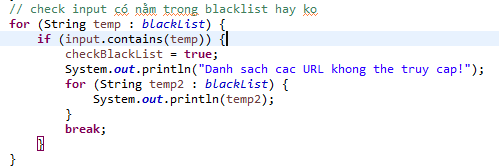 // check input có nằm trong blacklist hay ko
for (String temp : blackList) {
if (input.contains(temp)) {
checkBlackList = true;
System.out.println("Danh sach cac URL khong the truy cap!");
for (String temp2 : blackList) {
System.out.println(temp2);
}
break;
}
}